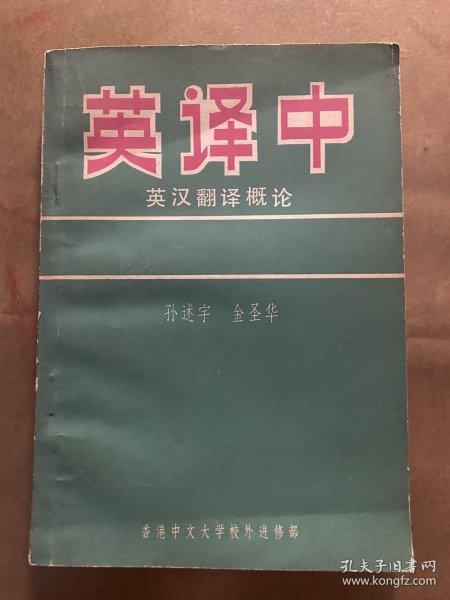 英译中
英汉翻译概论
孙述宇 金圣华
香港中文大学校外进修部
孔夫子旧书网
www.kongfz.com